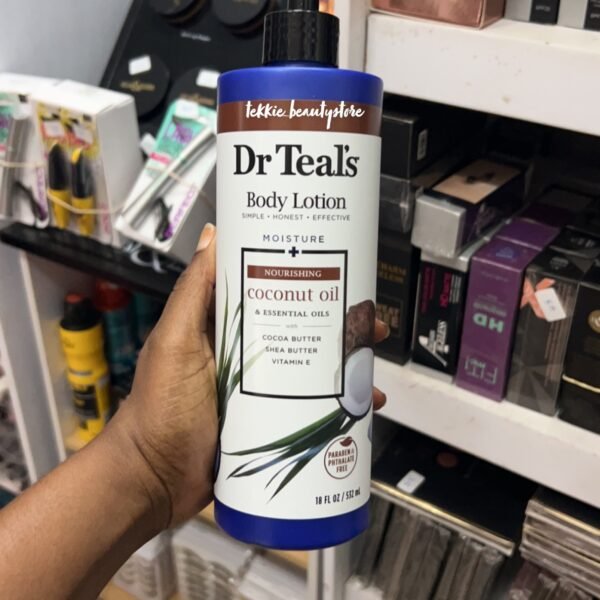 tekkie_beautystore
Dr Teal's
Body Lotion
SIMPLE • HONEST • EFFECTIVE
MOISTURE
+
NOURISHING
coconut oil
& ESSENTIAL OILS
with
COCOA BUTTER
SHEA BUTTER
VITAMIN E
PARABEN &
PHTHALATE
FREE
18 FL OZ / 532 mL
HD